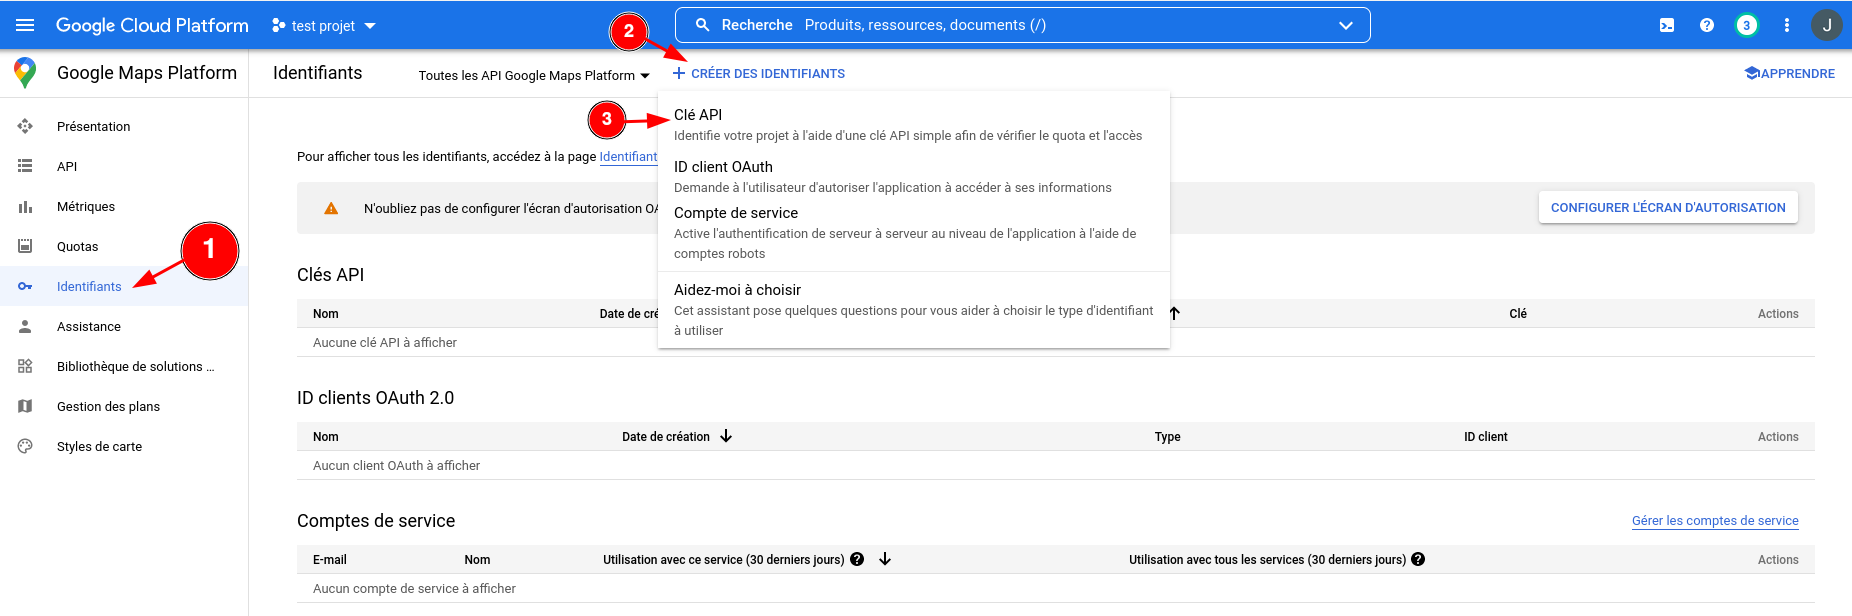 Google Cloud Platform
test projet
2
Recherche Produits, ressources, documents (/)
3
J
Google Maps Platform
Identifiants
Toutes les API Google Maps Platform
+ CRÉER DES IDENTIFIANTS
APPRENDRE
Présentation
API
Métriques
Quotas
1
Identifiants
Assistance
Bibliothèque de solutions ...
Gestion des plans
Styles de carte
3
Clé API
Identifie votre projet à l'aide d'une clé API simple afin de vérifier le quota et l'accès
ID client OAuth
Demande à l'utilisateur d'autoriser l'application à accéder à ses informations
Compte de service
Active l'authentification de serveur à serveur au niveau de l'application à l'aide de
comptes robots
Aidez-moi à choisir
Cet assistant pose quelques questions pour vous aider à choisir le type d'identifiant
à utiliser
Pour afficher tous les identifiants, accédez à la page Identifiant
N'oubliez pas de configurer l'écran d'autorisation OA
CONFIGURER L'ÉCRAN D'AUTORISATION
Clés API
Nom Date de cré Clé Actions
Aucune clé API à afficher
ID clients OAuth 2.0
Nom Date de création Type ID client Actions
Aucun client OAuth à afficher
Comptes de service
Gérer les comptes de service
E-mail Nom Utilisation avec ce service (30 derniers jours) ? Utilisation avec tous les services (30 derniers jours) ? Actions
Aucun compte de service à afficher